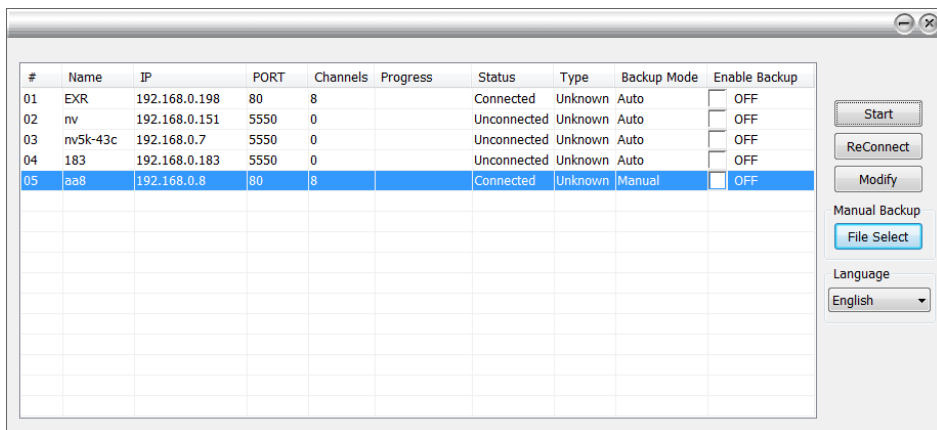 # Name IP PORT Channels Progress Status Type Backup Mode Enable Backup
01 EXR 192.168.0.198 80 8 Connected Unknown Auto OFF
02 nv 192.168.0.151 5550 0 Unconnected Unknown Auto OFF
03 nv5k-43c 192.168.0.7 5550 0 Unconnected Unknown Auto OFF
04 183 192.168.0.183 5550 0 Unconnected Unknown Auto OFF
05 aa8 192.168.0.8 80 8 Connected Unknown Manual OFF
Start
ReConnect
Modify
Manual Backup
File Select
Language
English